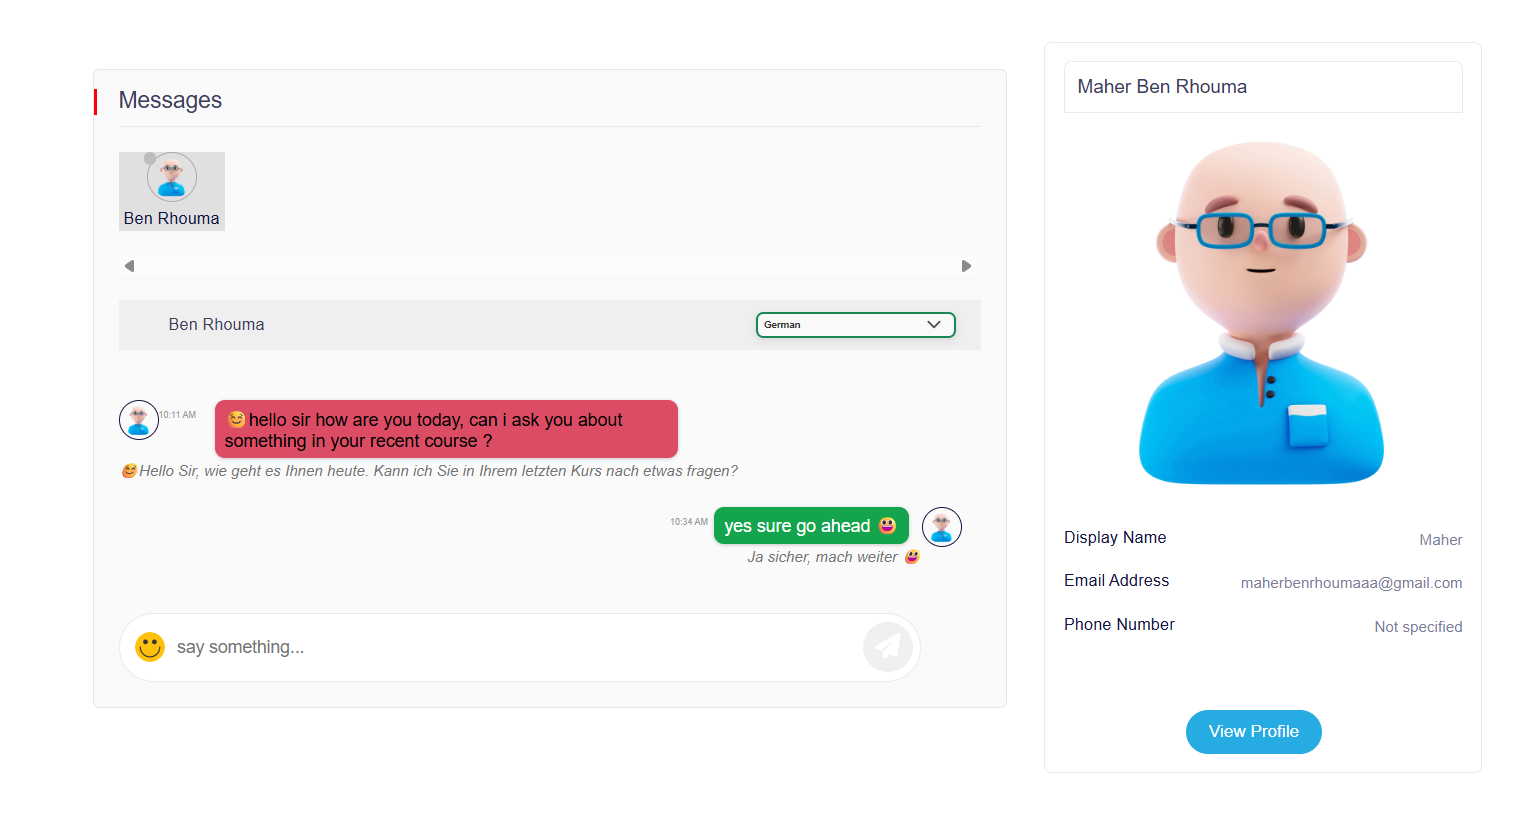 Messages
Ben Rhouma
Ben Rhouma
German
10:11 AM
😊hello sir how are you today, can i ask you about
something in your recent course ?
😊Hello Sir, wie geht es Ihnen heute. Kann ich Sie in Ihrem letzten Kurs nach etwas fragen?
10:34 AM
yes sure go ahead 😃
Ja sicher, mach weiter 😃
say something...
Maher Ben Rhouma
Display Name Maher
Email Address maherbenrhoumaaa@gmail.com
Phone Number Not specified
View Profile